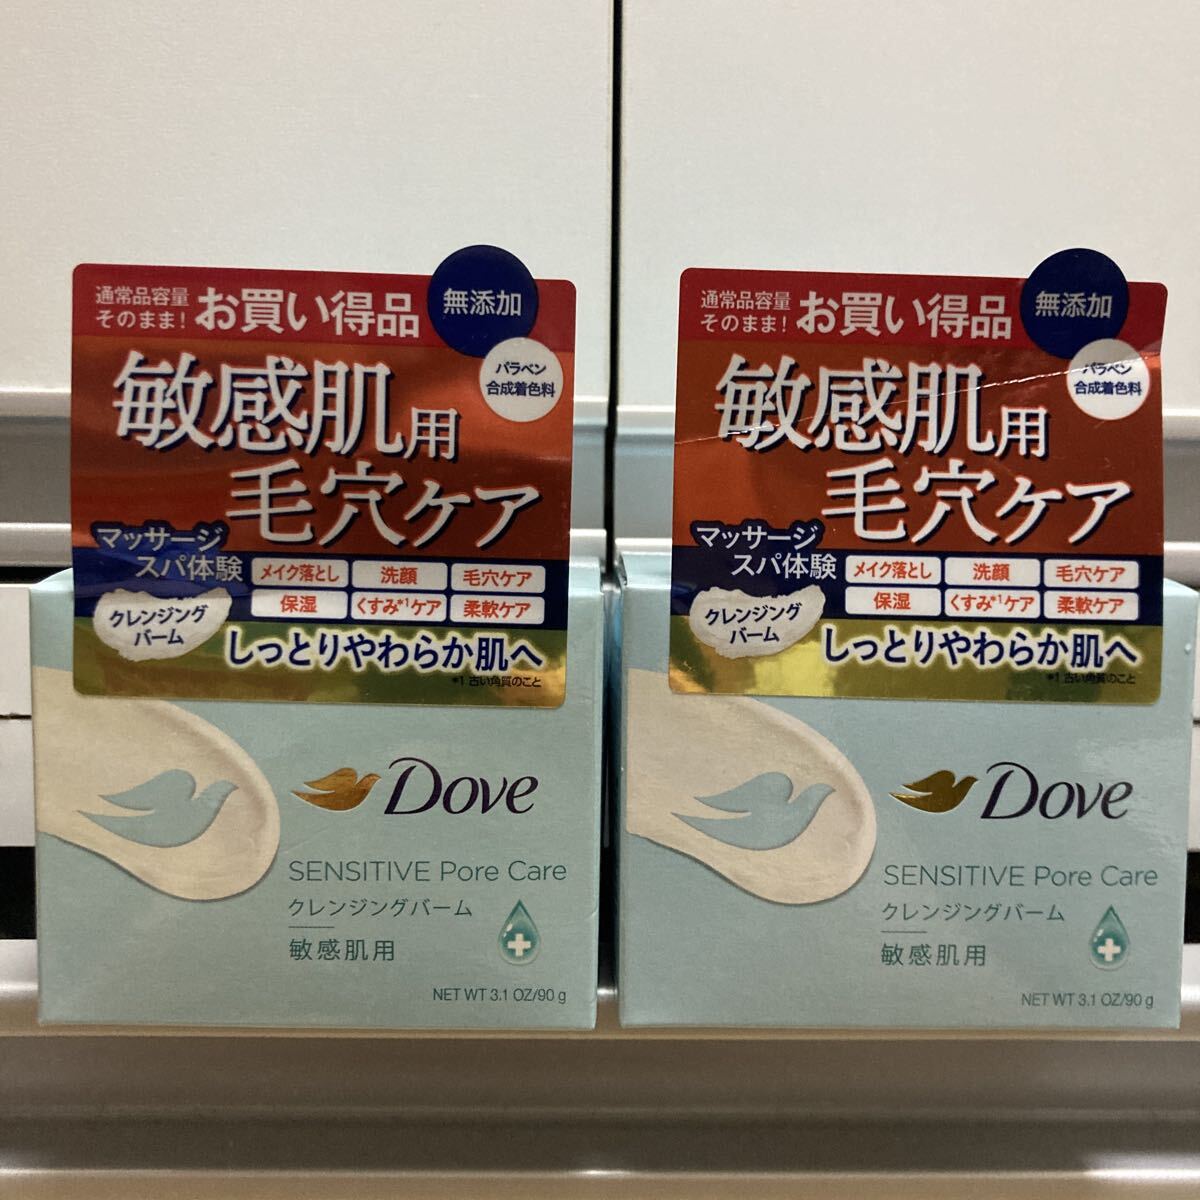 通常品容量
そのまま!
お買い得品
無添加
パラベン
合成着色料
敏感肌用
毛穴ケア
マッサージ
スパ体験
メイク落とし
洗顔
毛穴ケア
保湿
くすみ*1ケア
柔軟ケア
クレンジング
バーム
しっとりやわらか肌へ
*1 古い角質のこと
Dove
SENSITIVE Pore Care
クレンジングバーム
敏感肌用
NET WT 3.1 OZ/90 g
通常品容量
そのまま!
お買い得品
無添加
パラベン
合成着色料
敏感肌用
毛穴ケア
マッサージ
スパ体験
メイク落とし
洗顔
毛穴ケア
保湿
くすみ*1ケア
柔軟ケア
クレンジング
バーム
しっとりやわらか肌へ
*1 古い角質のこと
Dove
SENSITIVE Pore Care
クレンジングバーム
敏感肌用
NET WT 3.1 OZ/90 g